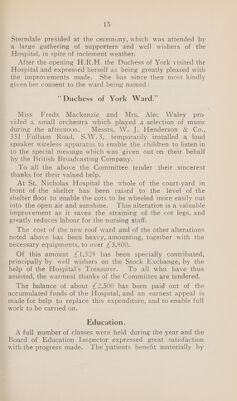 15
Sterndale presided at the ceremony, which was attended by
a large gathering of supporters and well wishers of the
Hospital, in spite of inclement weather.
After the opening H.R.H. the Duchess of York visited the
Hospital and expressed herself as being greatly pleased with
the improvements made. She has since then most kindly
given her consent to the ward being named:
"Duchess of York Ward."
Miss Freda Mackenzie and Mrs. Alec Waley pro-
vided a small orchestra which played a selection of music
during the afternoon. Messrs. W. J. Henderson & Co.,
351 Fulham Road, S.W. 3, temporarily installed a loud
speaker wireless apparatus to enable the children to listen-in
to the special message which was given out on their behalf
by the British Broadcasting Company.
To all the above the Committee tender their sincerest
thanks for their valued help.
At St. Nicholas Hospital the whole of the court-yard in
front of the shelter has been raised to the level of the
shelter floor to enable the cots to be wheeled more easily out
into the open air and sunshine. This alteration is a valuable
improvement as it saves the straining of the cot legs, and
greatly reduces labour for the nursing staff.
The cost of the new roof ward and of the other alterations
noted above has been heavy, amounting, together with the
necessary equipments, to over £3,800.
Of this amount £1,324 has been specially contributed,
principally by well wishers on the Stock Exchange, by the
help of the Hospital's Treasurer. To all who have thus
assisted, the warmest thanks of the Committee are tendered.
The balance of about £2,500 has been paid out of the
accumulated funds of the Hospital, and an earnest appeal is
made for help to replace this expenditure, and to enable full
work to be carried on.
Education.
A full number of classes were held during the year and the
Board of Education Inspector expressed great satisfaction
with the progress made. The patients benefit materially by